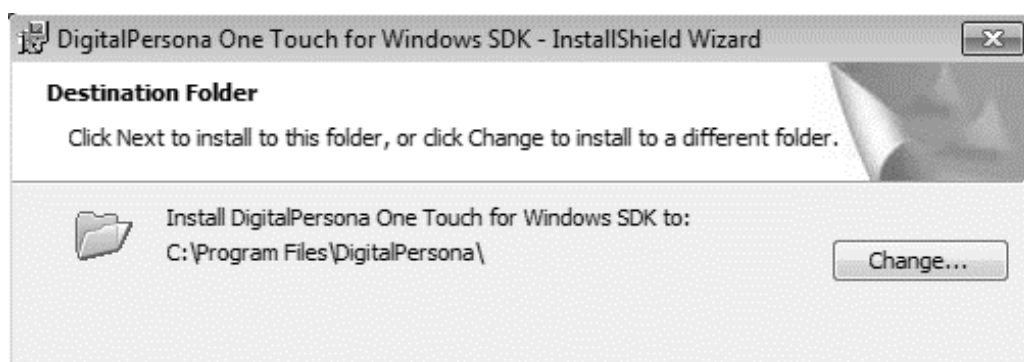 DigitalPersona One Touch for Windows SDK - InstallShield Wizard
Destination Folder
Click Next to install to this folder, or click Change to install to a different folder.
Install DigitalPersona One Touch for Windows SDK to:
C:\Program Files\DigitalPersona\
Change...